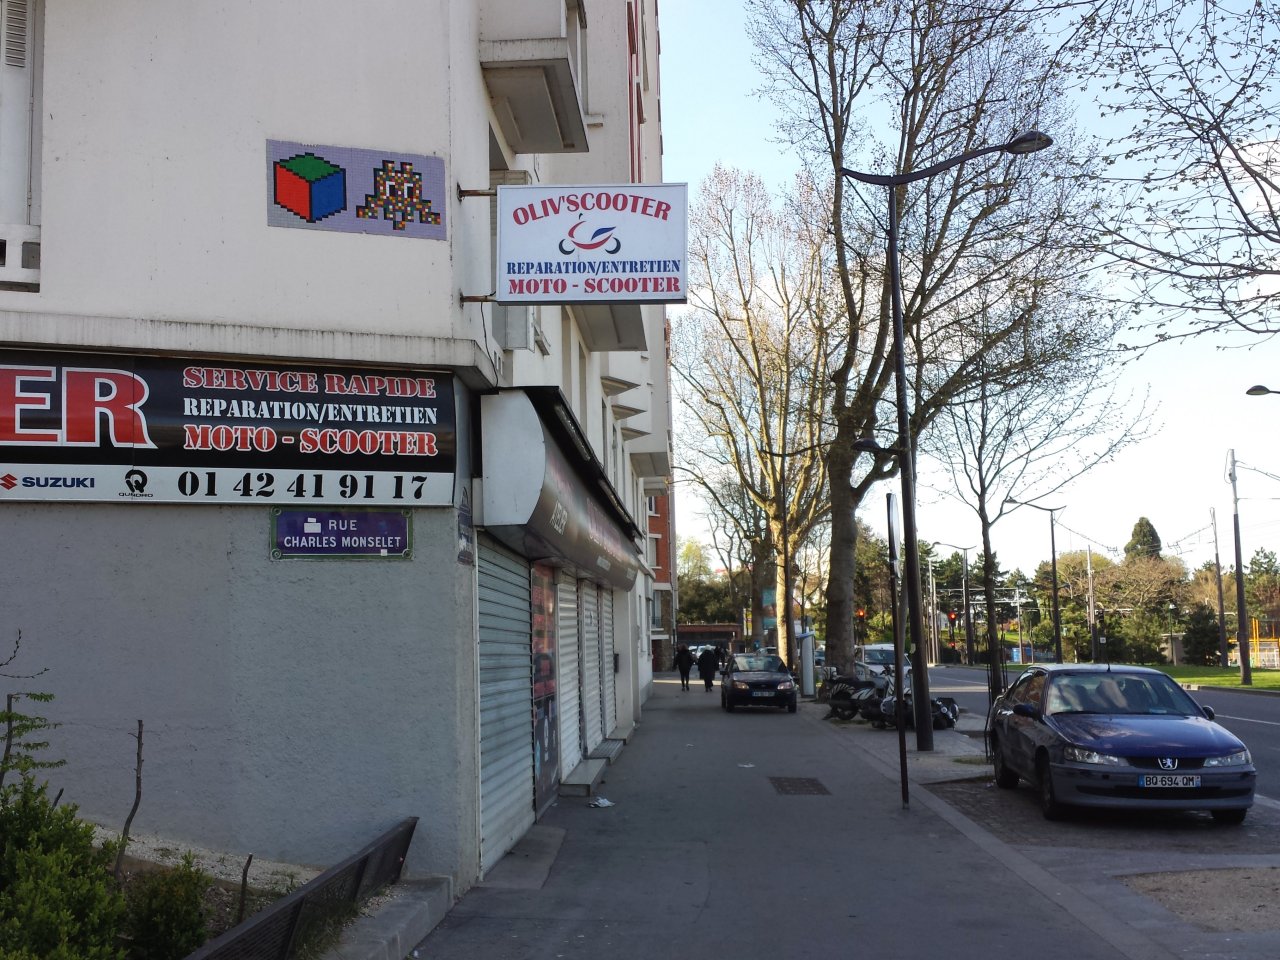 OLIV'SCOOTER
REPARATION/ENTRETIEN
MOTO - SCOOTER
ER
SERVICE RAPIDE
REPARATION/ENTRETIEN
MOTO - SCOOTER
SUZUKI
QUADRO
01 42 41 91 17
RUE
CHARLES MONSELET
BQ 694 QM